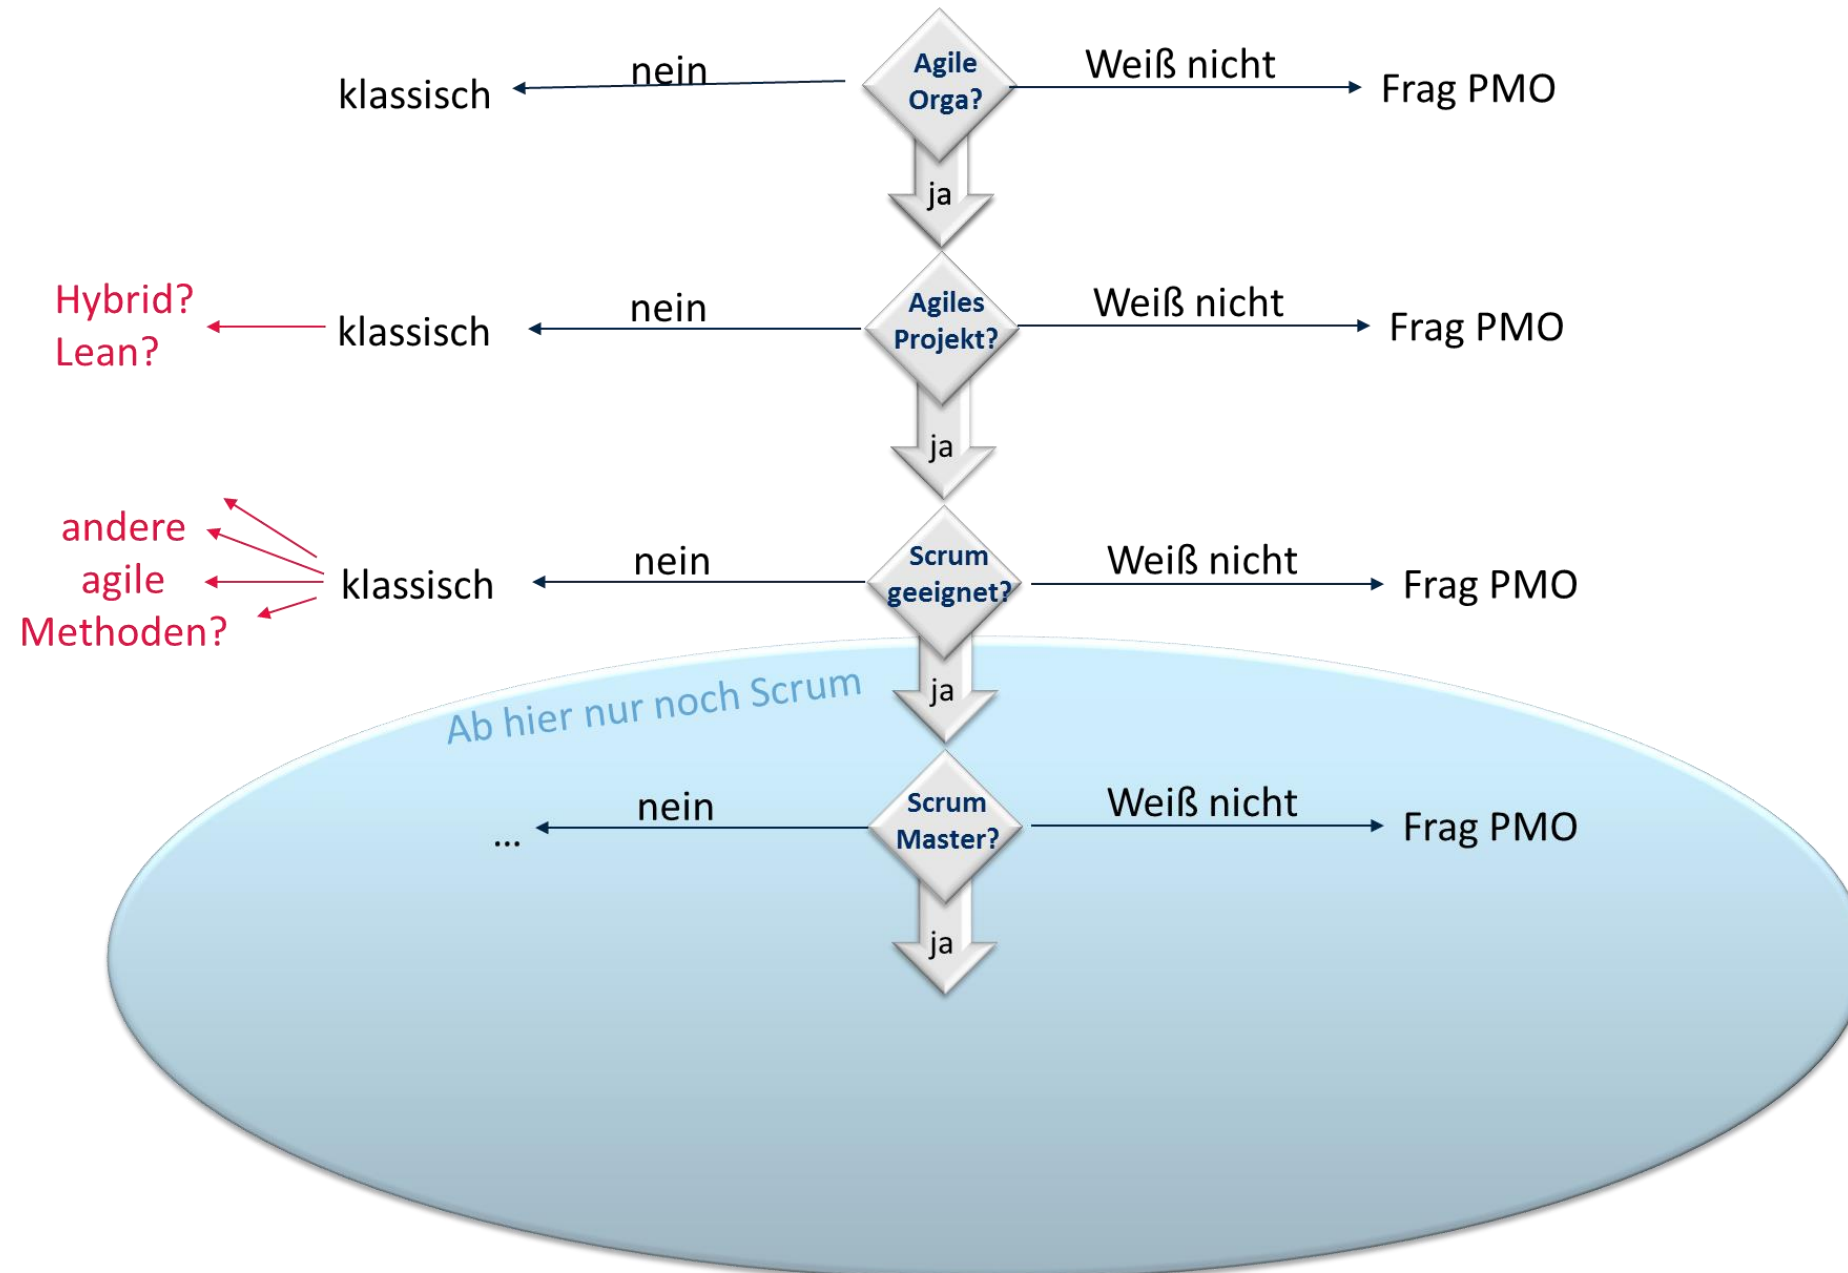 Agile
Orga?
nein
klassisch
Weiß nicht
Frag PMO
ja
Agiles
Projekt?
nein
klassisch
Hybrid?
Lean?
Weiß nicht
Frag PMO
ja
Scrum
geeignet?
nein
klassisch
andere
agile
Methoden?
Weiß nicht
Frag PMO
ja
Ab hier nur noch Scrum
Scrum
Master?
nein
...
Weiß nicht
Frag PMO
ja